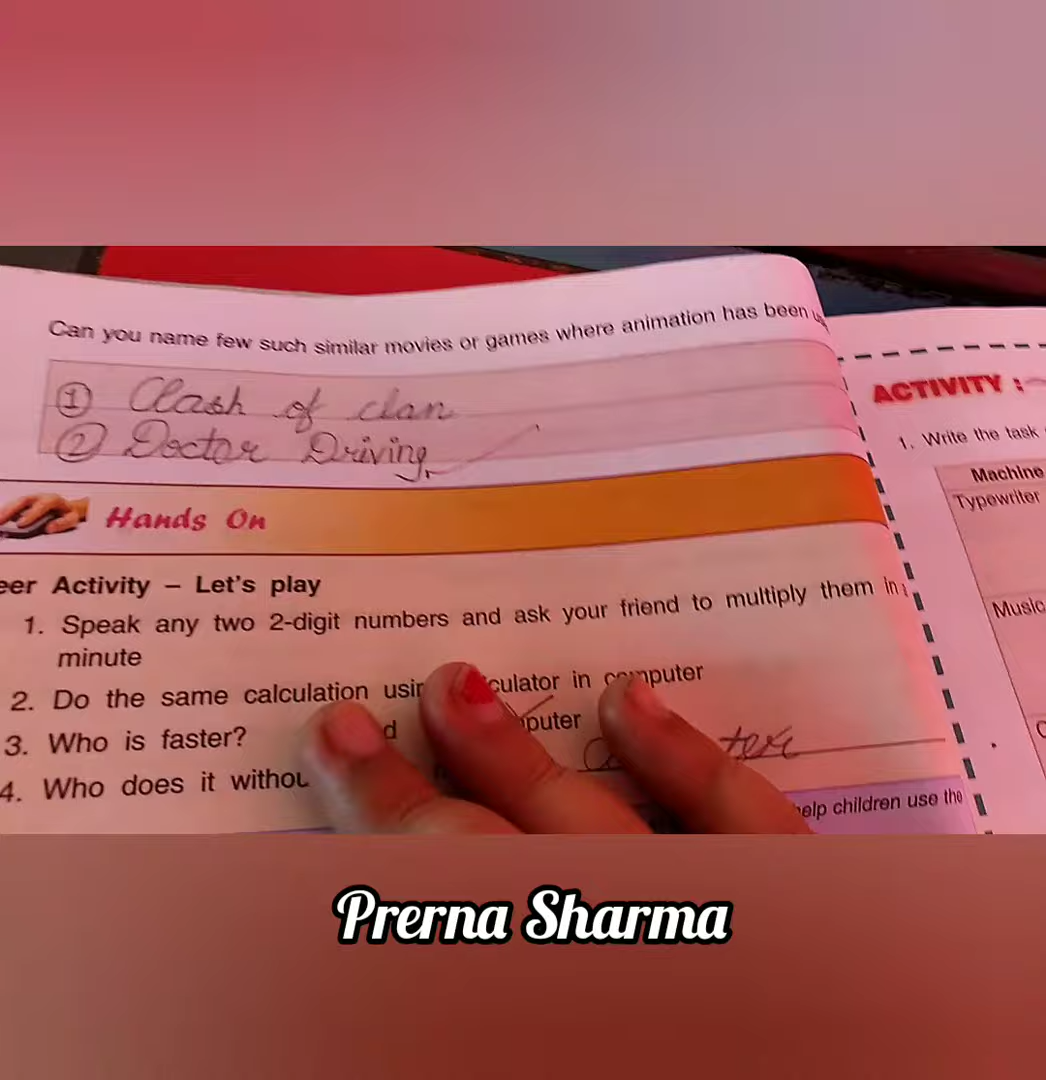 Can you name few such similar movies or games where animation has been
① Clash of clan
② Doctor Driving
Hands On
eer Activity – Let's play
1. Speak any two 2-digit numbers and ask your friend to multiply them in
minute
2. Do the same calculation usin culator in computer
3. Who is faster? d puter
4. Who does it withou
elp children use the
ACTIVITY :
1. Write the task
Machine
Typewriter
Music
Prerna Sharma